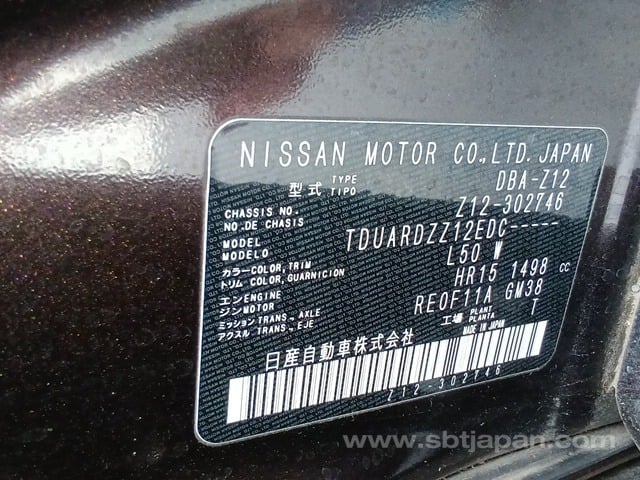 NISSAN MOTOR CO.,LTD. JAPAN
型式 TYPE TIPO DBA-Z12
CHASSIS NO. NO. DE CHASIS Z12-302746
MODEL MODELO TDUARDZZ12EDC-----
カラー トリム COLOR, TRIM COLOR, GUARNICION L50 W
エンジン ENGINE MOTOR HR15 1498 cc
ミッション アクスル TRANS., AXLE TRANS., EJE RE0F11A GM38
工場 PLANT PLANTA T
日産自動車株式会社 MADE IN JAPAN
Z12-302746
www.sbtjapan.com